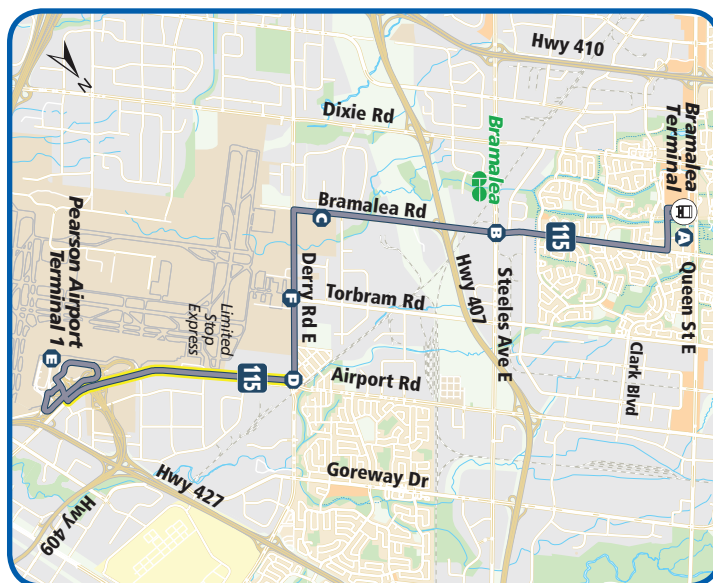 Hwy 410
Bramalea
Terminal
Dixie Rd
Bramalea
Bramalea Rd
A
C
B
115
Queen St E
Pearson Airport
Terminal 1
Derry Rd E
Hwy 407
Steeles Ave E
F
Torbram Rd
Limited
Stop
Express
Clark Blvd
E
115
D
Airport Rd
Goreway Dr
Hwy 427
Hwy 409
N